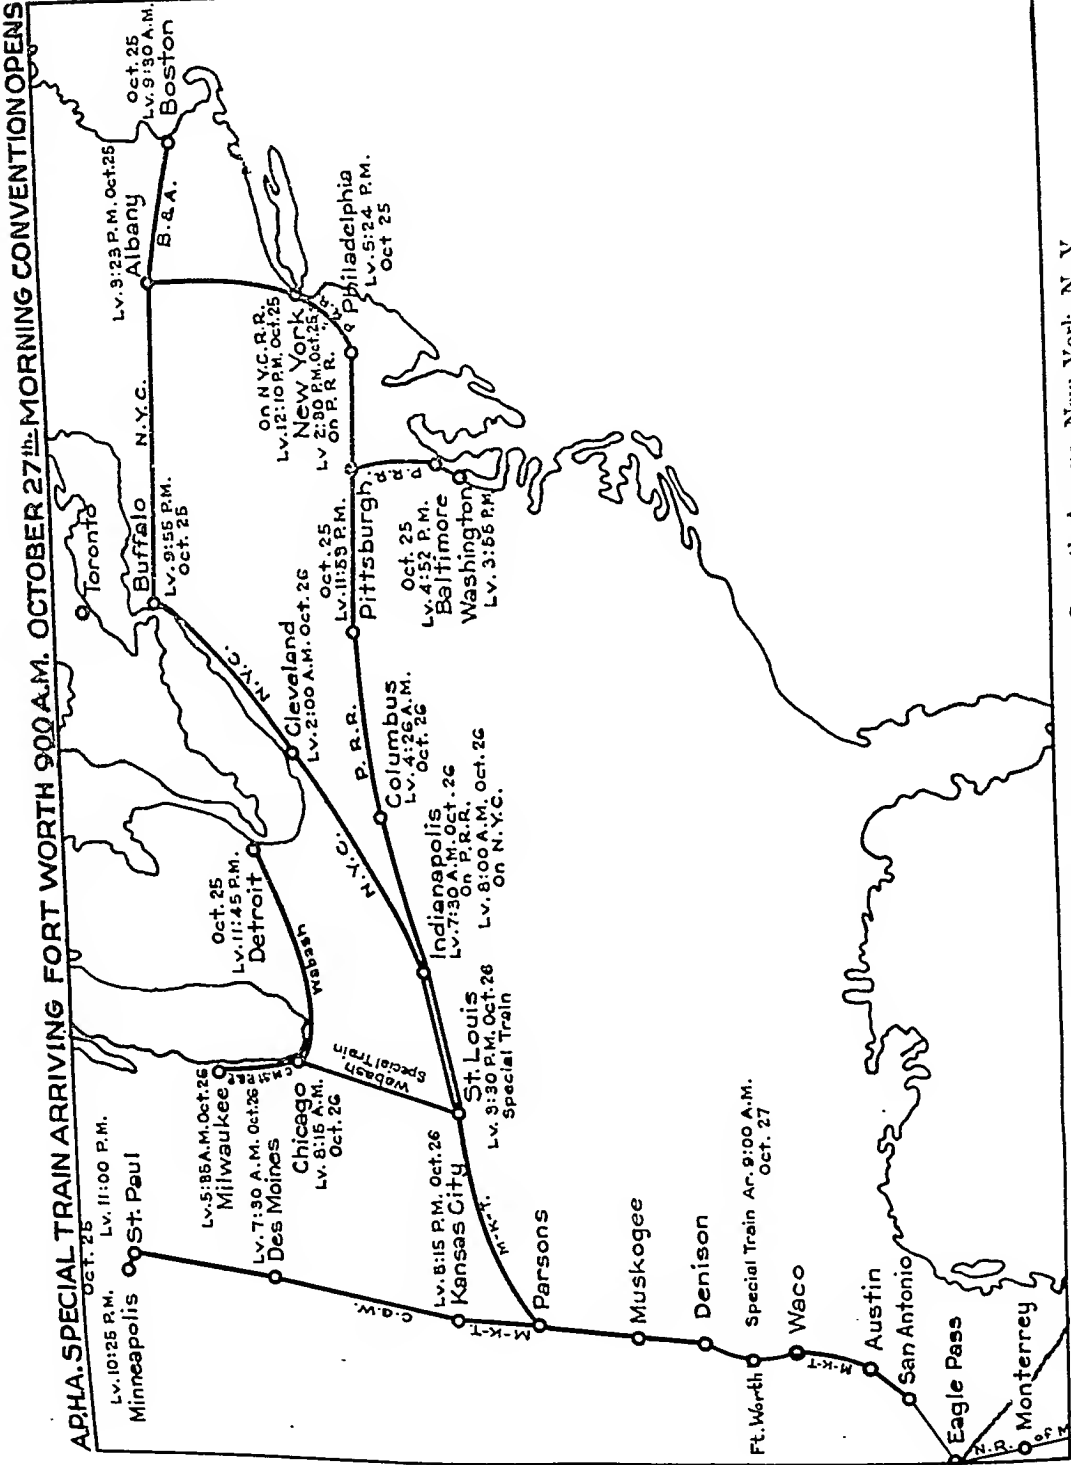 A.P.H.A. SPECIAL TRAIN ARRIVING FORT WORTH 9:00 A.M. OCTOBER 27th MORNING CONVENTION OPENS
Oct. 25
Lv. 10:25 P.M.
Minneapolis
Lv. 11:00 P.M.
St. Paul
Lv. 5:35 A.M. Oct. 26
Milwaukee
Lv. 7:30 A.M. Oct. 26
Des Moines
Chicago
Lv. 8:15 A.M.
Oct. 26
Oct. 25
Lv. 11:45 P.M.
Detroit
Wabash
Wabash
Special Train
Toronto
Buffalo
Lv. 9:55 P.M.
Oct. 25
N.Y.C.
Lv. 3:23 P.M. Oct. 25
Albany
B. & A.
Oct. 25
Lv. 9:30 A.M.
Boston
N.Y.C.
Cleveland
Lv. 2:00 A.M. Oct. 26
N.Y.C.
on N.Y.C.R.R.
Lv. 12:10 P.M. Oct. 25
New York
Lv 2:30 P.M. Oct. 25
on P.R.R.
Philadelphia
Lv. 5:24 P.M.
Oct 25
Oct. 25
Lv. 11:59 P.M.
Pittsburgh
P.R.R.
Oct. 25
Lv. 4:52 P.M.
Baltimore
Washington
Lv. 3:55 P.M.
P. R. R.
Columbus
Lv. 4:26 A.M.
Oct. 26
Indianapolis
Lv. 7:30 A.M. Oct. 26
on P.R.R.
Lv. 8:00 A.M. Oct. 26
on N.Y.C.
St. Louis
Lv. 3:30 P.M. Oct. 26
Special Train
C.G.W.
Lv. 8:15 P.M. Oct. 26
Kansas City
M-K-T.
M-K-T.
Parsons
Muskogee
Denison
Ft. Worth
Special Train Ar. 9:00 A.M.
Oct. 27
Waco
M-K-T
Austin
San Antonio
Eagle Pass
N.R.
of M
Monterrey
New York, N. Y.